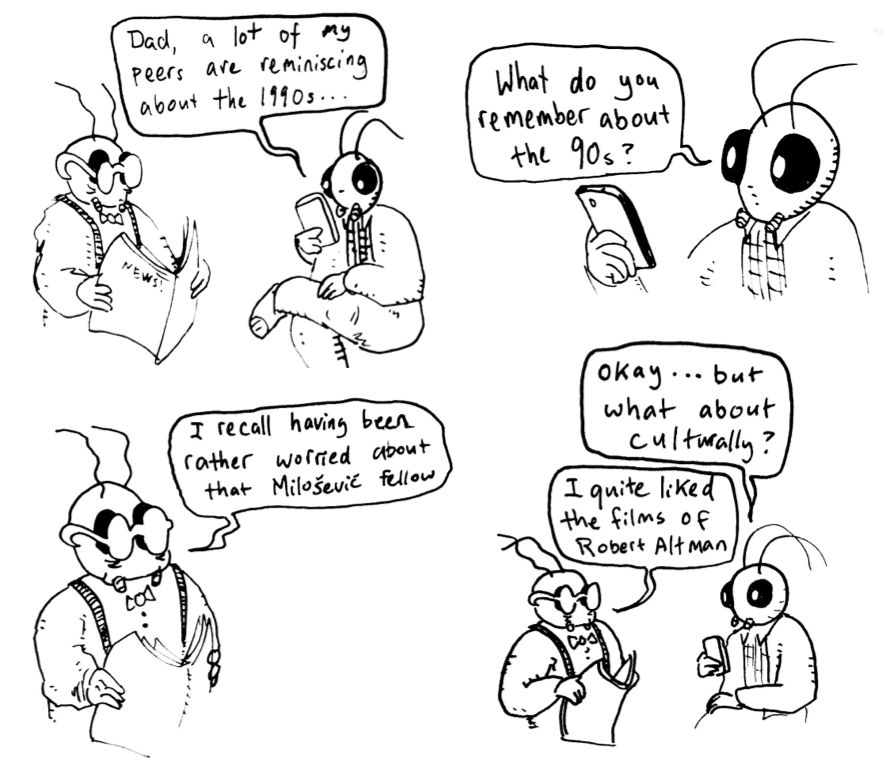 Dad, a lot of my
peers are reminiscing
about the 1990s...
NEWS!
What do you
remember about
the 90s?
I recall having been
rather worried about
that Milošević fellow
Okay...but
what about
culturally?
I quite liked
the films of
Robert Altman